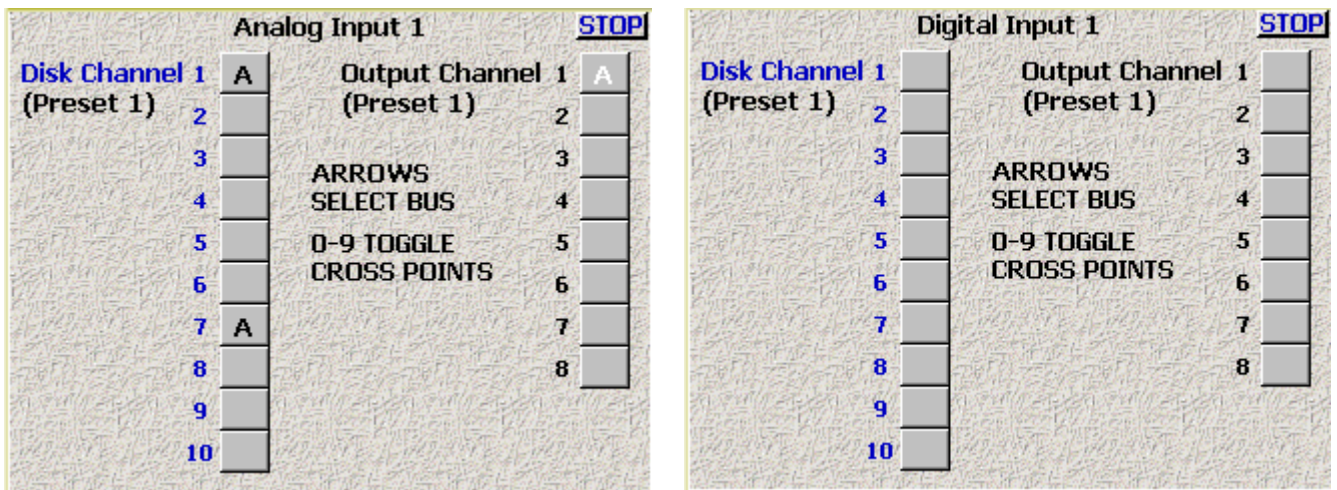 Analog Input 1 STOP
Disk Channel 1 A Output Channel 1 A
(Preset 1) (Preset 1)
2 2
3 3
ARROWS
SELECT BUS
4 4
0-9 TOGGLE
CROSS POINTS
5 5
6 6
7 A 7
8 8
9
10
Digital Input 1 STOP
Disk Channel 1 Output Channel 1
(Preset 1) (Preset 1)
2 2
3 3
ARROWS
SELECT BUS
4 4
0-9 TOGGLE
CROSS POINTS
5 5
6 6
7 7
8 8
9
10